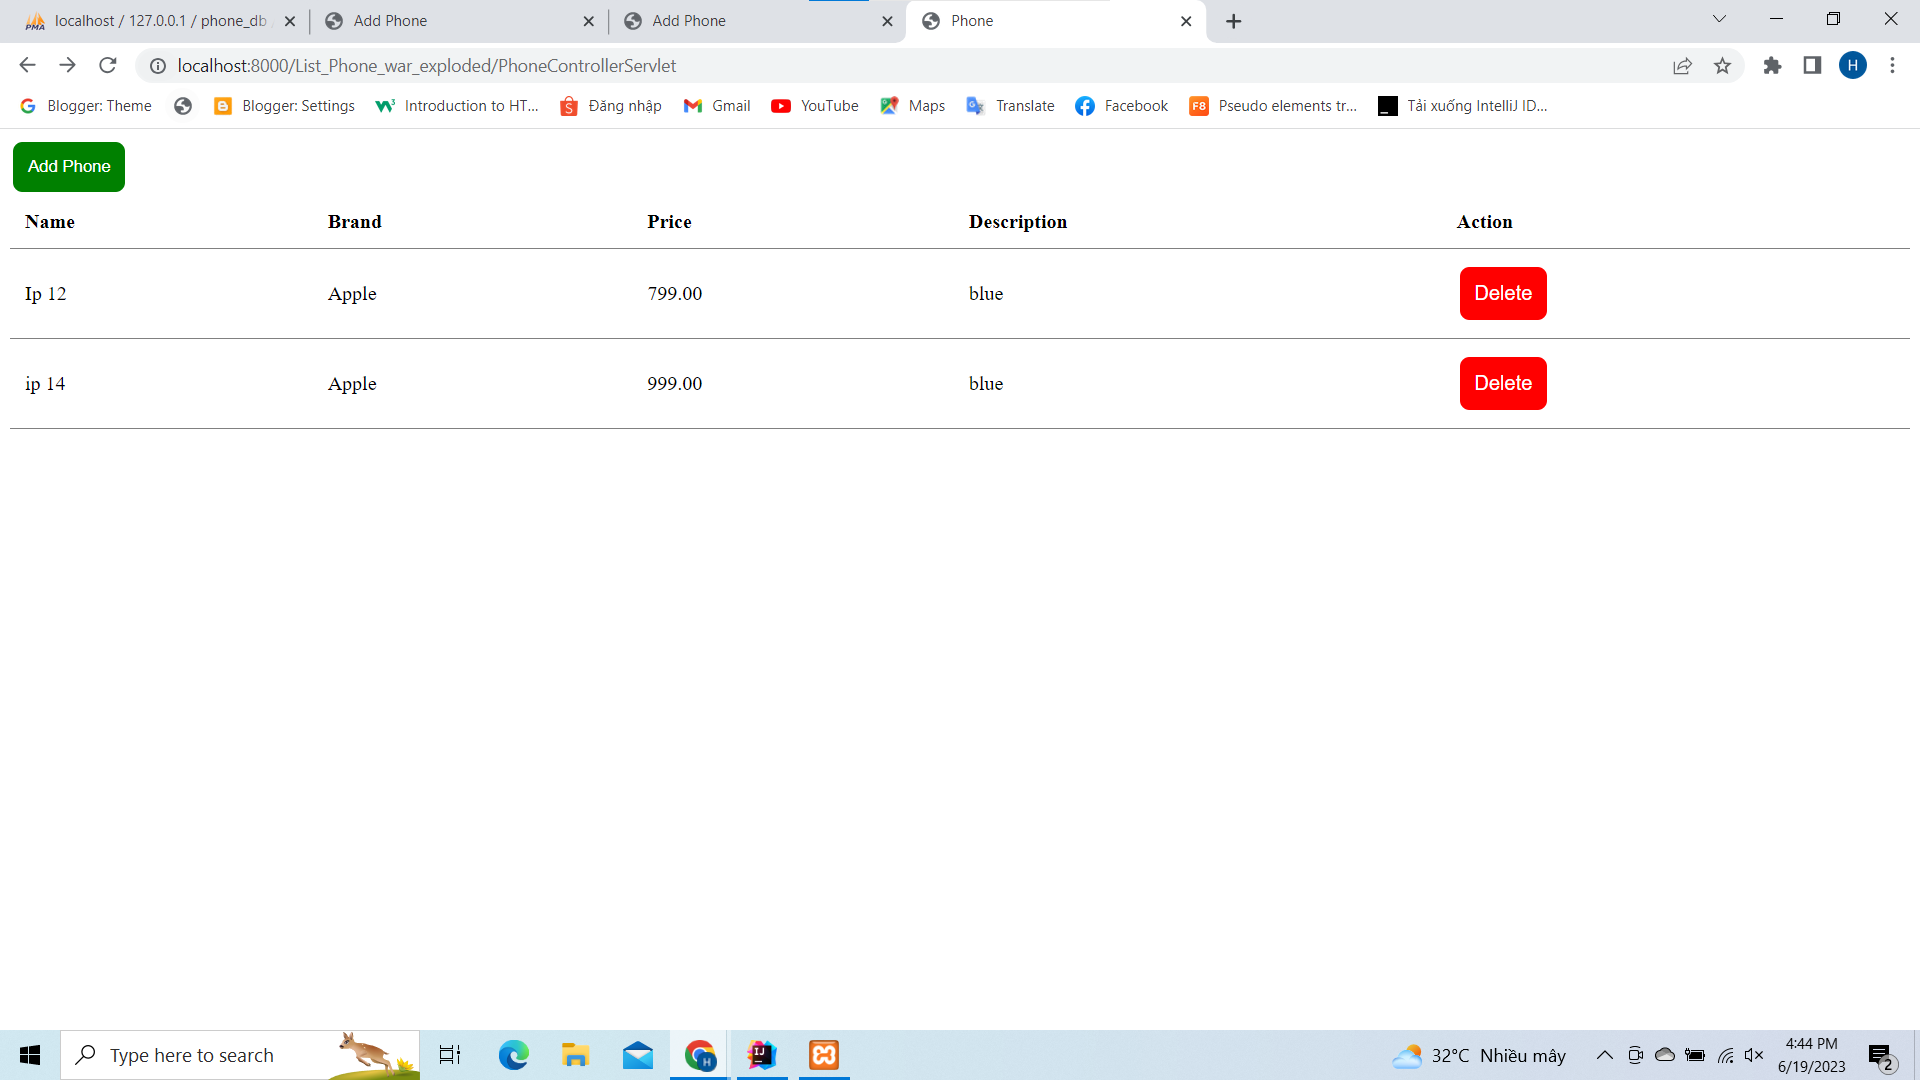 localhost / 127.0.0.1 / phone_db
Add Phone
Add Phone
Phone
localhost:8000/List_Phone_war_exploded/PhoneControllerServlet
H
Blogger: Theme
Blogger: Settings
Introduction to HT...
Đăng nhập
Gmail
YouTube
Maps
Translate
Facebook
F8
Pseudo elements tr...
Tải xuống IntelliJ ID...
Add Phone
Name Brand Price Description Action
Ip 12 Apple 799.00 blue Delete
ip 14 Apple 999.00 blue Delete
Type here to search
32°C Nhiều mây
4:44 PM
6/19/2023
2